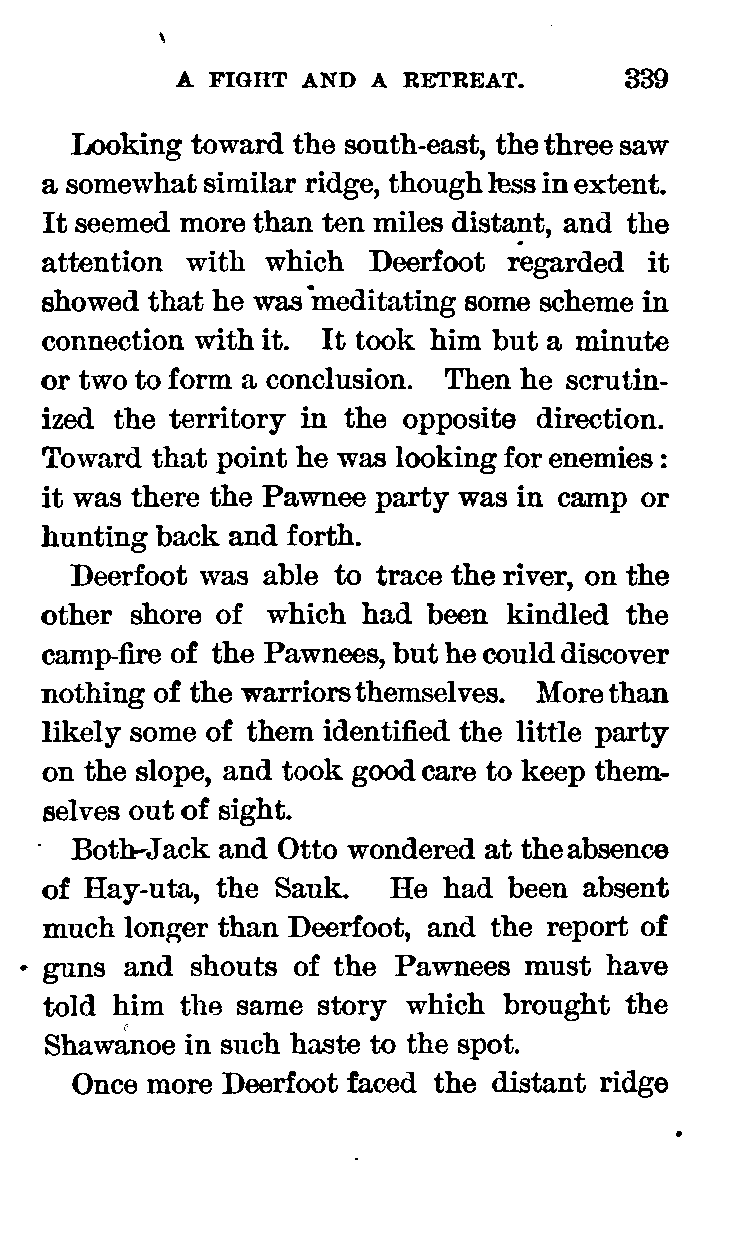 A FIGHT AND A RETREAT. 339
Looking toward the south-east, the three saw
a somewhat similar ridge, though less in extent.
It seemed more than ten miles distant, and the
attention with which Deerfoot regarded it
showed that he was meditating some scheme in
connection with it. It took him but a minute
or two to form a conclusion. Then he scrutin-
ized the territory in the opposite direction.
Toward that point he was looking for enemies :
it was there the Pawnee party was in camp or
hunting back and forth.
Deerfoot was able to trace the river, on the
other shore of which had been kindled the
camp-fire of the Pawnees, but he could discover
nothing of the warriors themselves. More than
likely some of them identified the little party
on the slope, and took good care to keep them-
selves out of sight.
Both Jack and Otto wondered at the absence
of Hay-uta, the Sauk. He had been absent
much longer than Deerfoot, and the report of
guns and shouts of the Pawnees must have
told him the same story which brought the
Shawanoe in such haste to the spot.
Once more Deerfoot faced the distant ridge